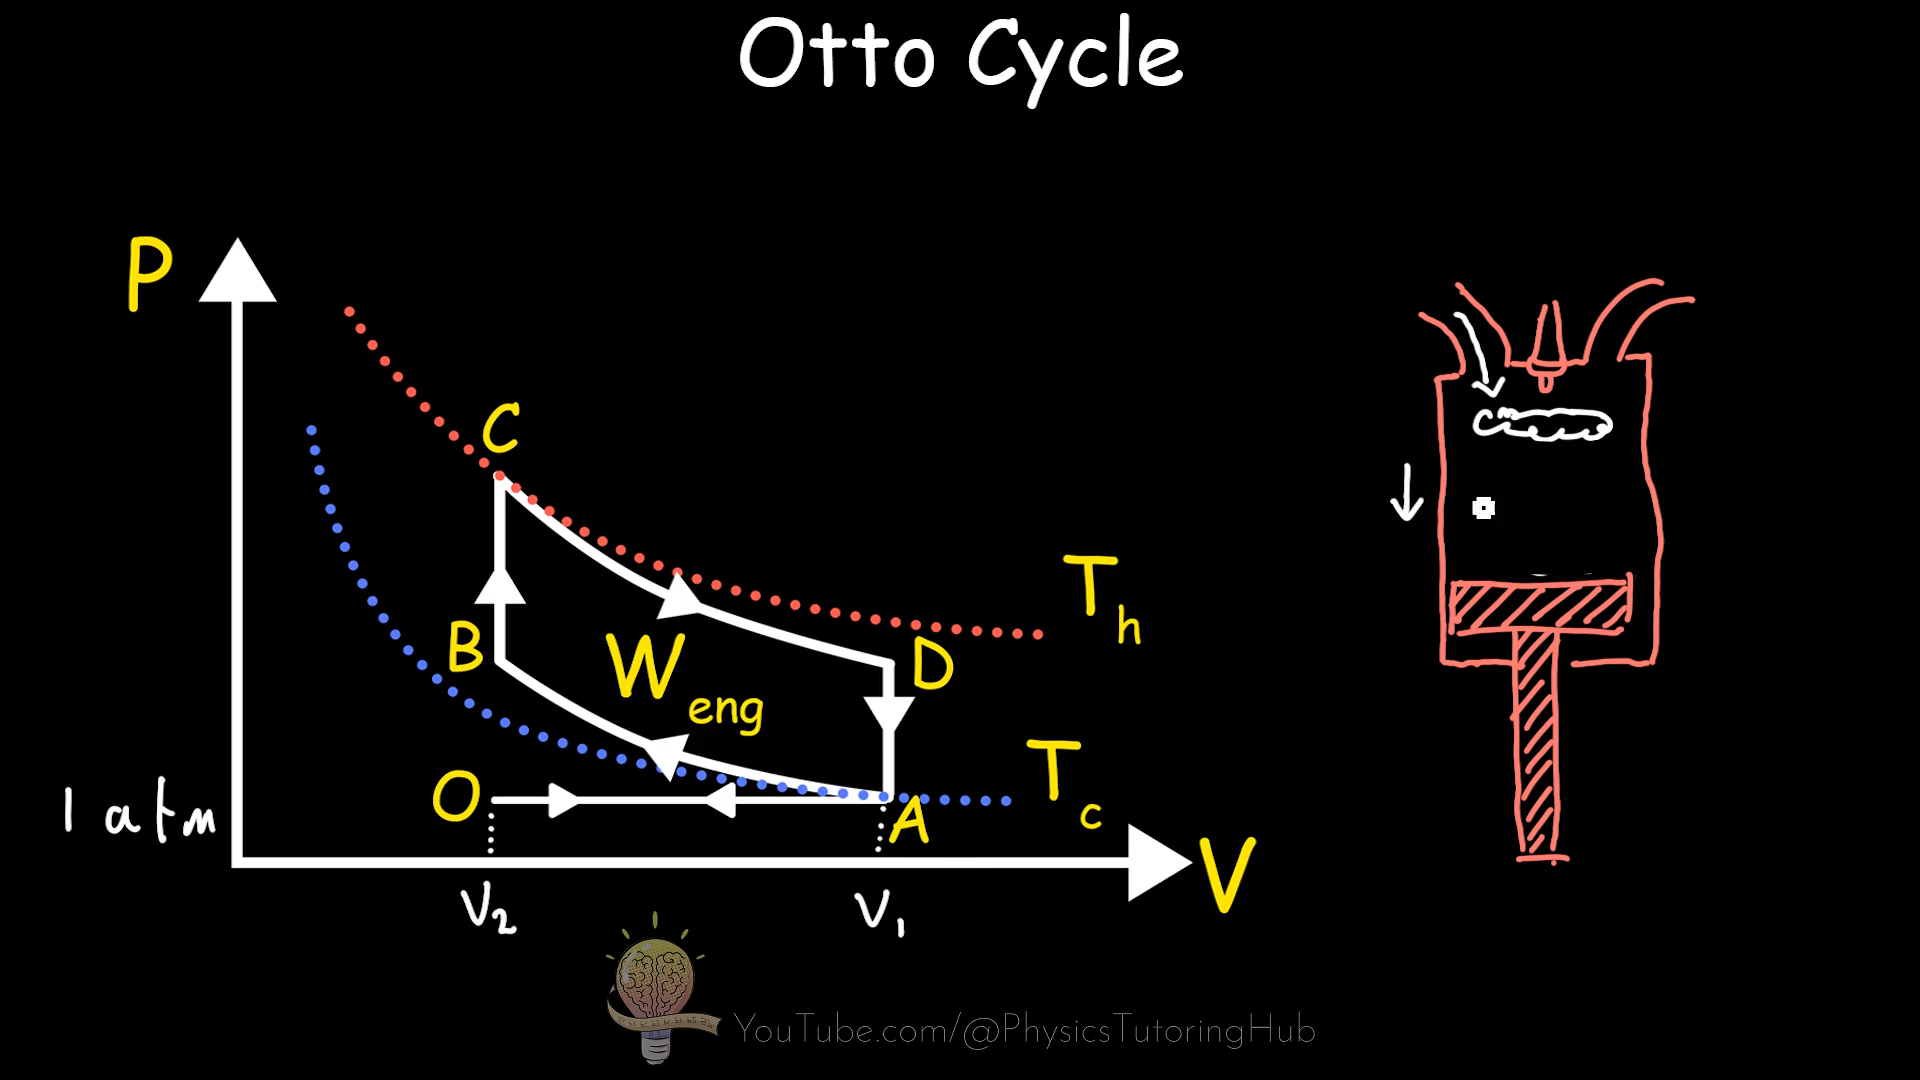 Otto Cycle
P
C
T h
B
W eng
D
T c
O
A
1 atm
V
V2
V1
YouTube.com/@PhysicsTutoringHub